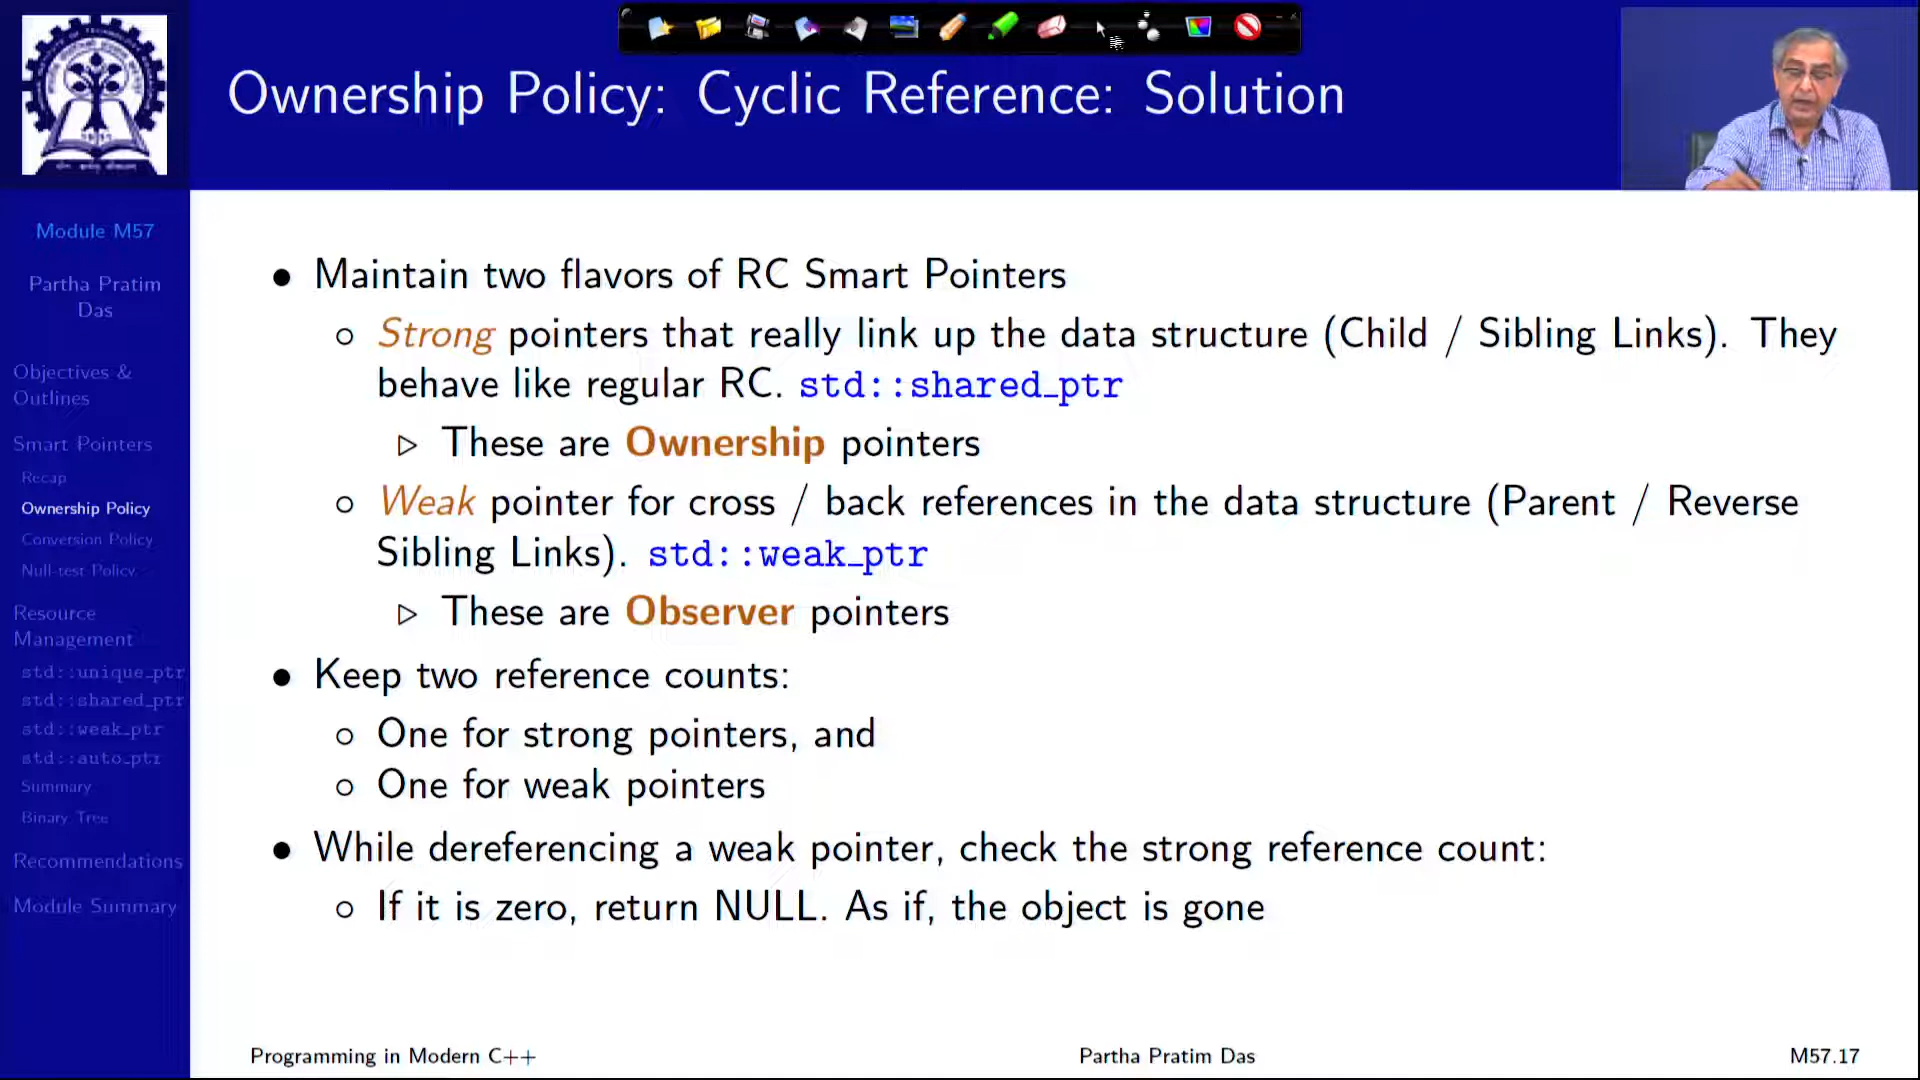 Ownership Policy: Cyclic Reference: Solution
Module M57
Partha Pratim
Das
Objectives &
Outlines
Smart Pointers
Recap
Ownership Policy
Conversion Policy
Null-test Policy
Resource
Management
std::unique_ptr
std::shared_ptr
std::weak_ptr
std::auto_ptr
Summary
Binary Tree
Recommendations
Module Summary
● Maintain two flavors of RC Smart Pointers
○ Strong pointers that really link up the data structure (Child / Sibling Links). They
behave like regular RC. std::shared_ptr
▷ These are Ownership pointers
○ Weak pointer for cross / back references in the data structure (Parent / Reverse
Sibling Links). std::weak_ptr
▷ These are Observer pointers
● Keep two reference counts:
○ One for strong pointers, and
○ One for weak pointers
● While dereferencing a weak pointer, check the strong reference count:
○ If it is zero, return NULL. As if, the object is gone
Programming in Modern C++
Partha Pratim Das
M57.17